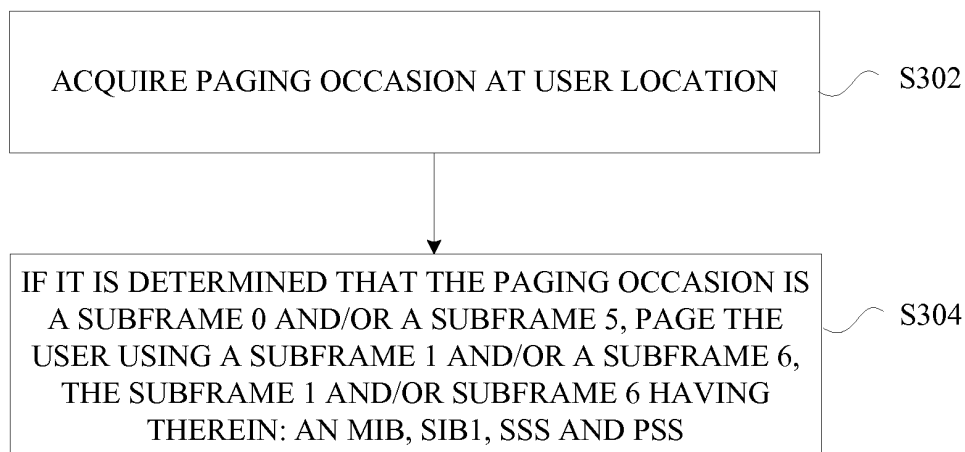 ACQUIRE PAGING OCCASION AT USER LOCATION
S302
IF IT IS DETERMINED THAT THE PAGING OCCASION IS
A SUBFRAME 0 AND/OR A SUBFRAME 5, PAGE THE
USER USING A SUBFRAME 1 AND/OR A SUBFRAME 6,
THE SUBFRAME 1 AND/OR SUBFRAME 6 HAVING
THEREIN: AN MIB, SIB1, SSS AND PSS
S304